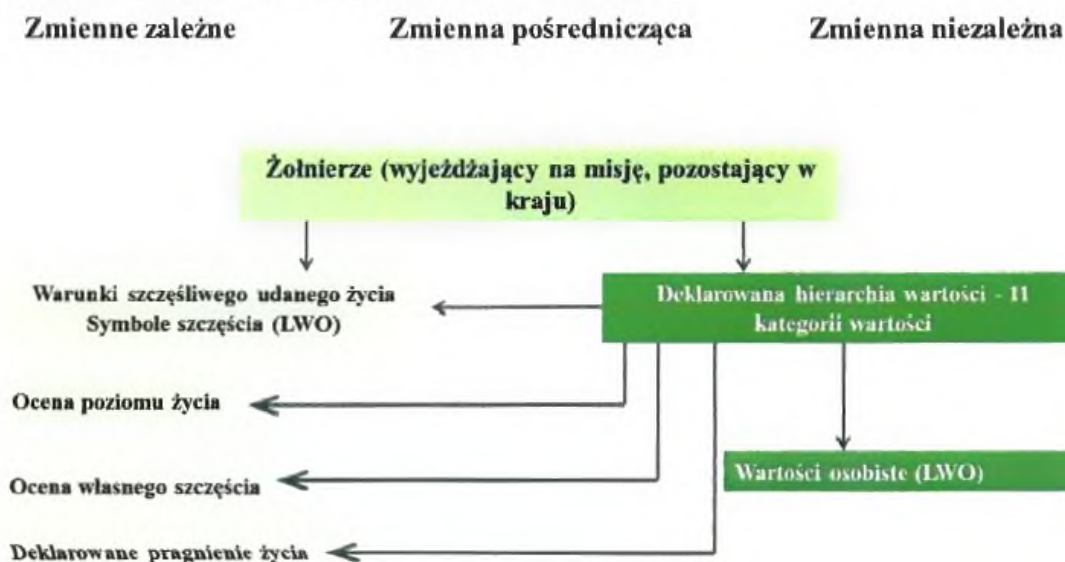 Zmienne zależne
Zmienna pośrednicząca
Zmienna niezależna
Żołnierze (wyjeżdżający na misję, pozostający w
kraju)
Warunki szczęśliwego udanego życia
Symbole szczęścia (LWO)
Deklarowana hierarchia wartości - 11
kategorii wartości
Ocena poziomu życia
Ocena własnego szczęścia
Wartości osobiste (LWO)
Deklarowane pragnienie życia